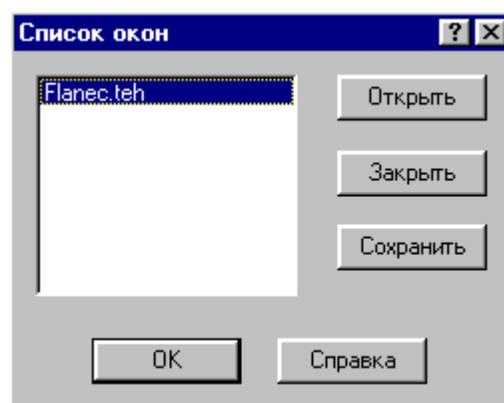 Список окон
Flanec.teh
Открыть
Закрыть
Сохранить
OK
Справка